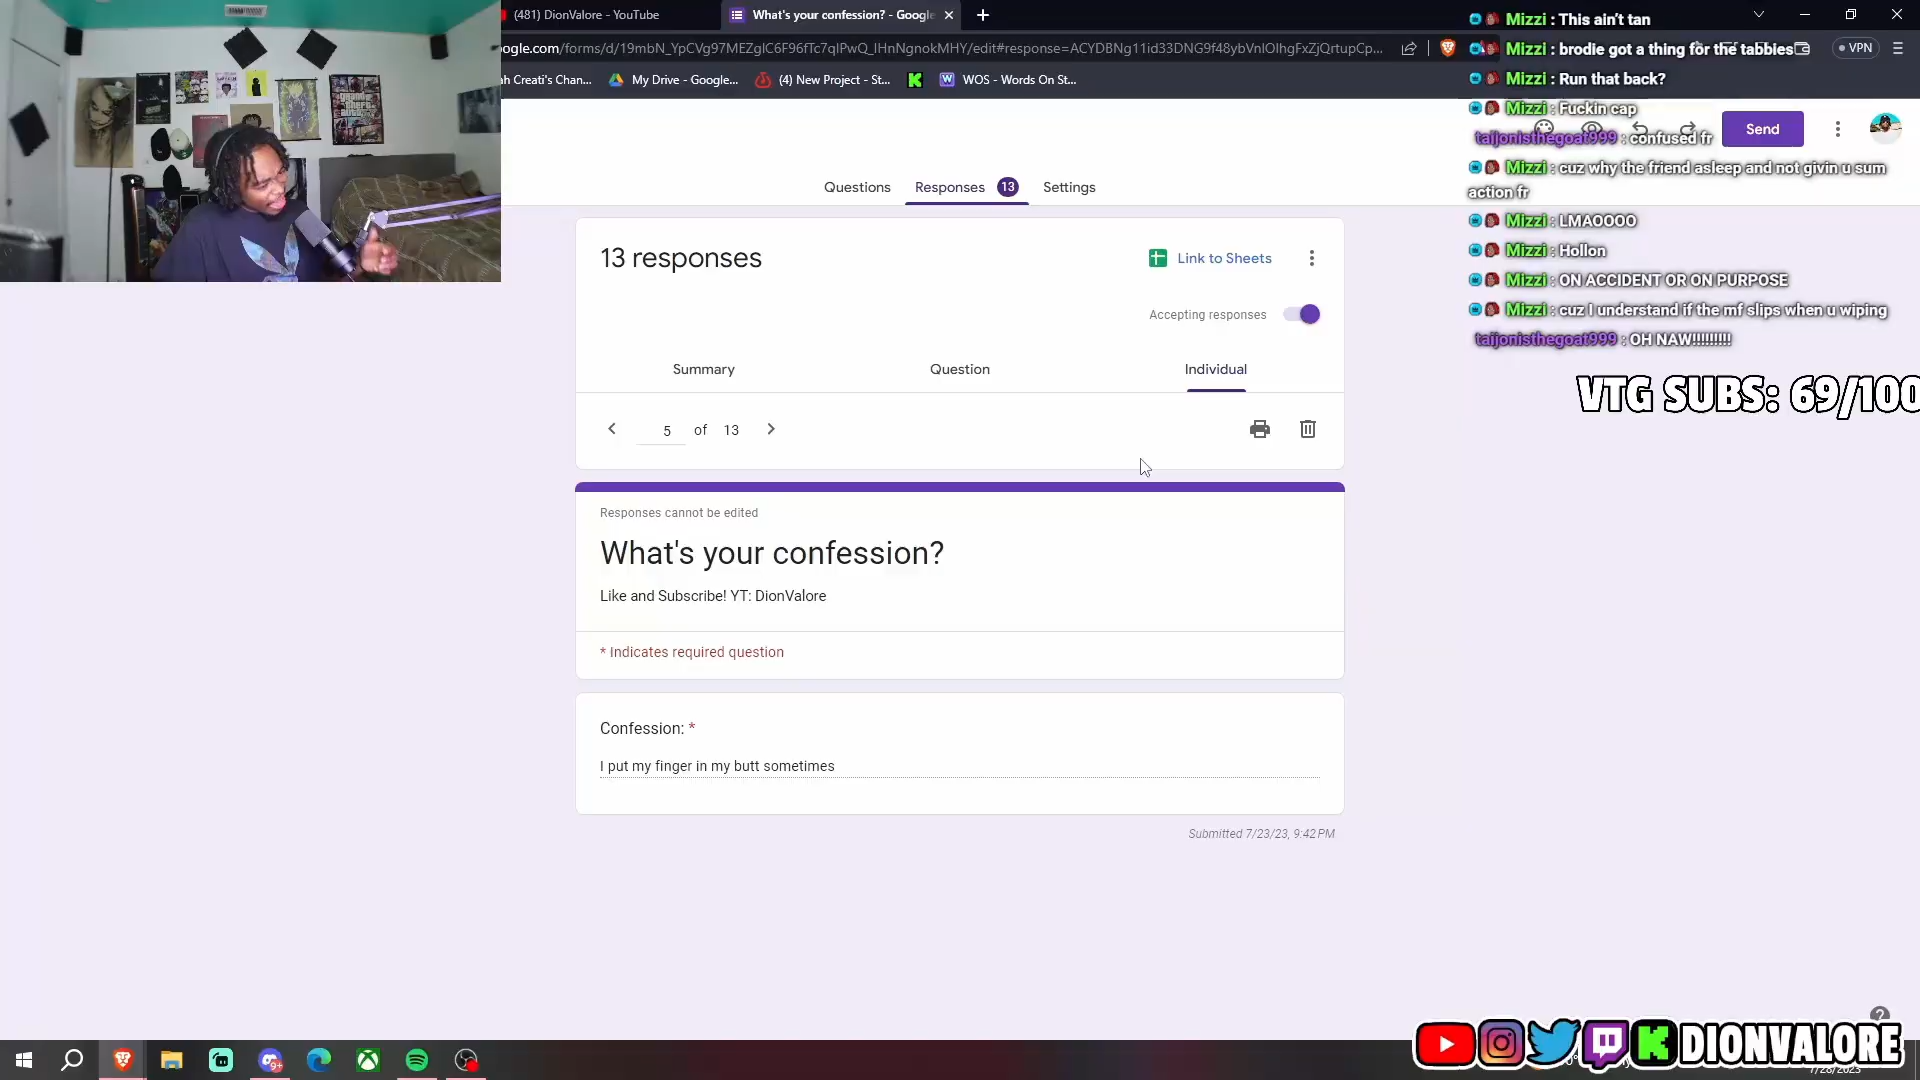 (481) DionValore - YouTube
What's your confession? - Google
ogle.com/forms/d/19mbN_YpCVg97MEZglC6F96fTc7qlPwQ_lHnNgnokMHY/edit#response=ACYDBNg11id33DNG9f48ybVnlOlhgFxZjQrtupCp...
VPN
ah Creati's Chan...
My Drive - Google...
(4) New Project - St...
WOS - Words On St...
Send
Questions
Responses
13
Settings
13 responses
Link to Sheets
Accepting responses
Summary
Question
Individual
5 of 13
Responses cannot be edited
What's your confession?
Like and Subscribe! YT: DionValore
* Indicates required question
Confession: *
I put my finger in my butt sometimes
Submitted 7/23/23, 9:42 PM
Mizzi : This ain't tan
Mizzi : brodie got a thing for the tabbies
Mizzi : Run that back?
Mizzi : Fuckin cap
taijonisthegoat999 : confused fr
Mizzi : cuz why the friend asleep and not givin u sum
action fr
Mizzi : LMAOOOO
Mizzi : Hollon
Mizzi : ON ACCIDENT OR ON PURPOSE
Mizzi : cuz I understand if the mf slips when u wiping
taijonisthegoat999 : OH NAW!!!!!!!!!
VTG SUBS: 69/100
DIONVALORE